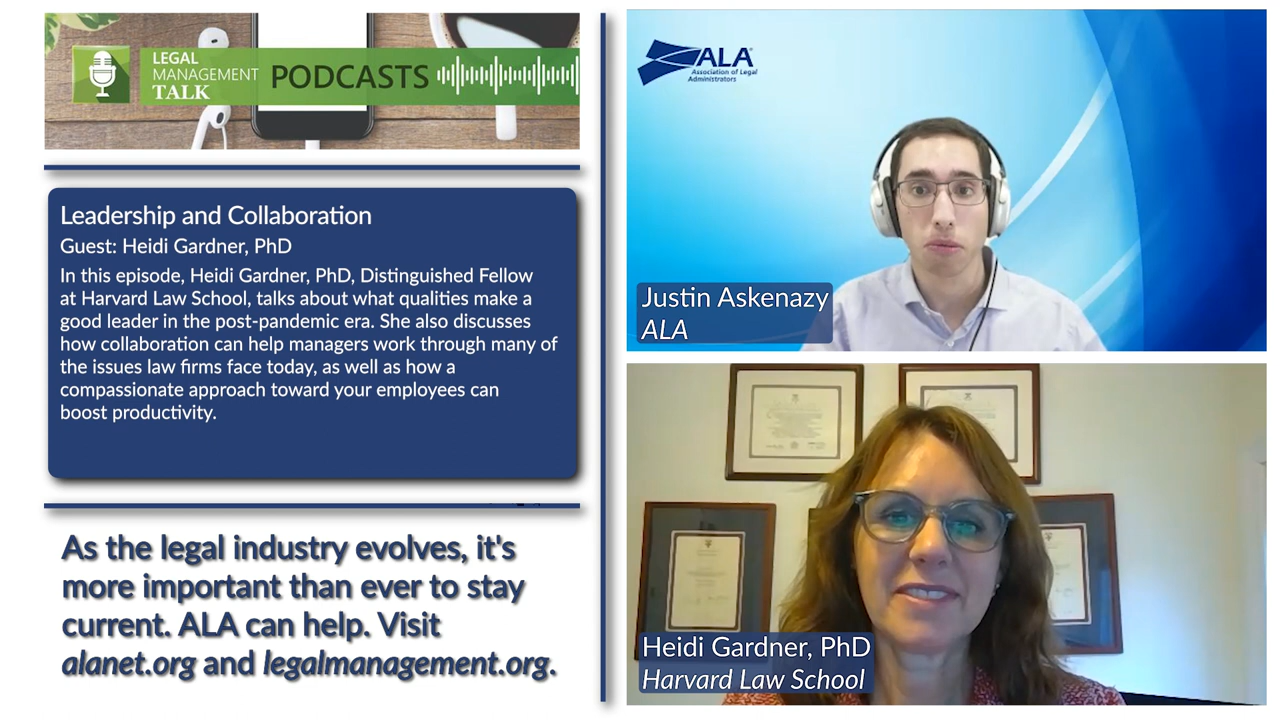 LEGAL
MANAGEMENT
TALK
PODCASTS
Leadership and Collaboration
Guest: Heidi Gardner, PhD
In this episode, Heidi Gardner, PhD, Distinguished Fellow
at Harvard Law School, talks about what qualities make a
good leader in the post-pandemic era. She also discusses
how collaboration can help managers work through many of
the issues law firms face today, as well as how a
compassionate approach toward your employees can
boost productivity.
As the legal industry evolves, it's
more important than ever to stay
current. ALA can help. Visit
alanet.org and legalmanagement.org.
ALA®
Association of Legal
Administrators
Justin Askenazy
ALA
Heidi Gardner, PhD
Harvard Law School